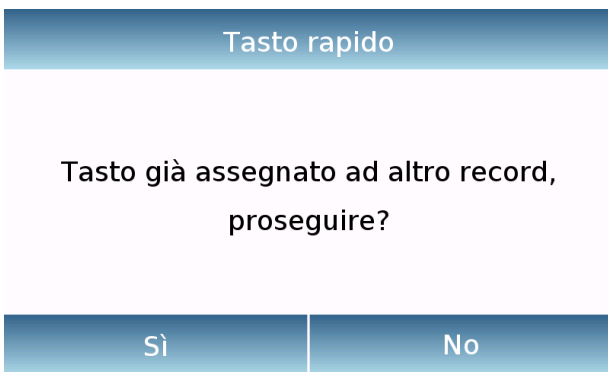 Tasto rapido
Tasto già assegnato ad altro record,
proseguire?
Sì
No